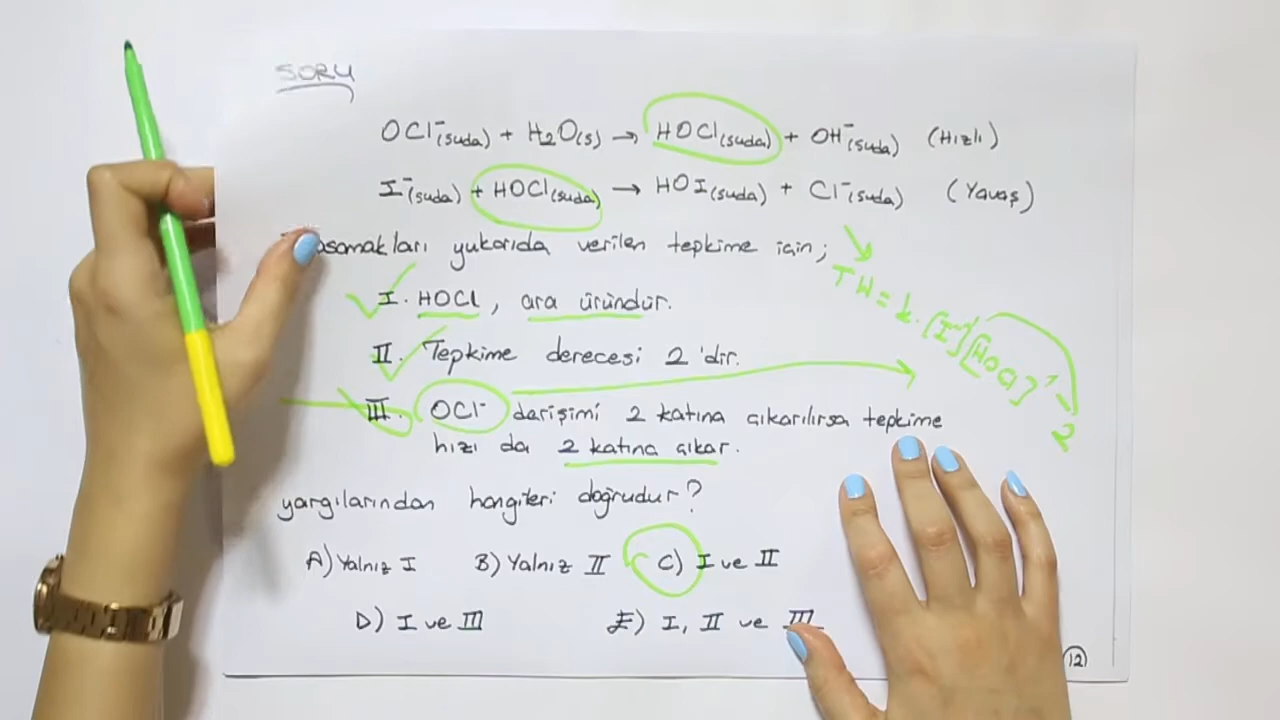 SORU
OCl⁻(suda) + H₂O(s) → HOCl(suda) + OH⁻(suda) (Hızlı)
I⁻(suda) + HOCl(suda) → HOI(suda) + Cl⁻(suda) (Yavaş)
yukarıda verilen tepkime için;
TH = k. [I⁻]¹ [HOCl]¹
2
I. HOCl, ara üründür.
II. Tepkime derecesi 2'dir.
III. OCl⁻ derişimi 2 katına çıkarılırsa tepkime
hızı da 2 katına çıkar.
yargılarından hangileri doğrudur?
A) Yalnız I B) Yalnız II C) I ve II
D) I ve III E) I, II ve III
12